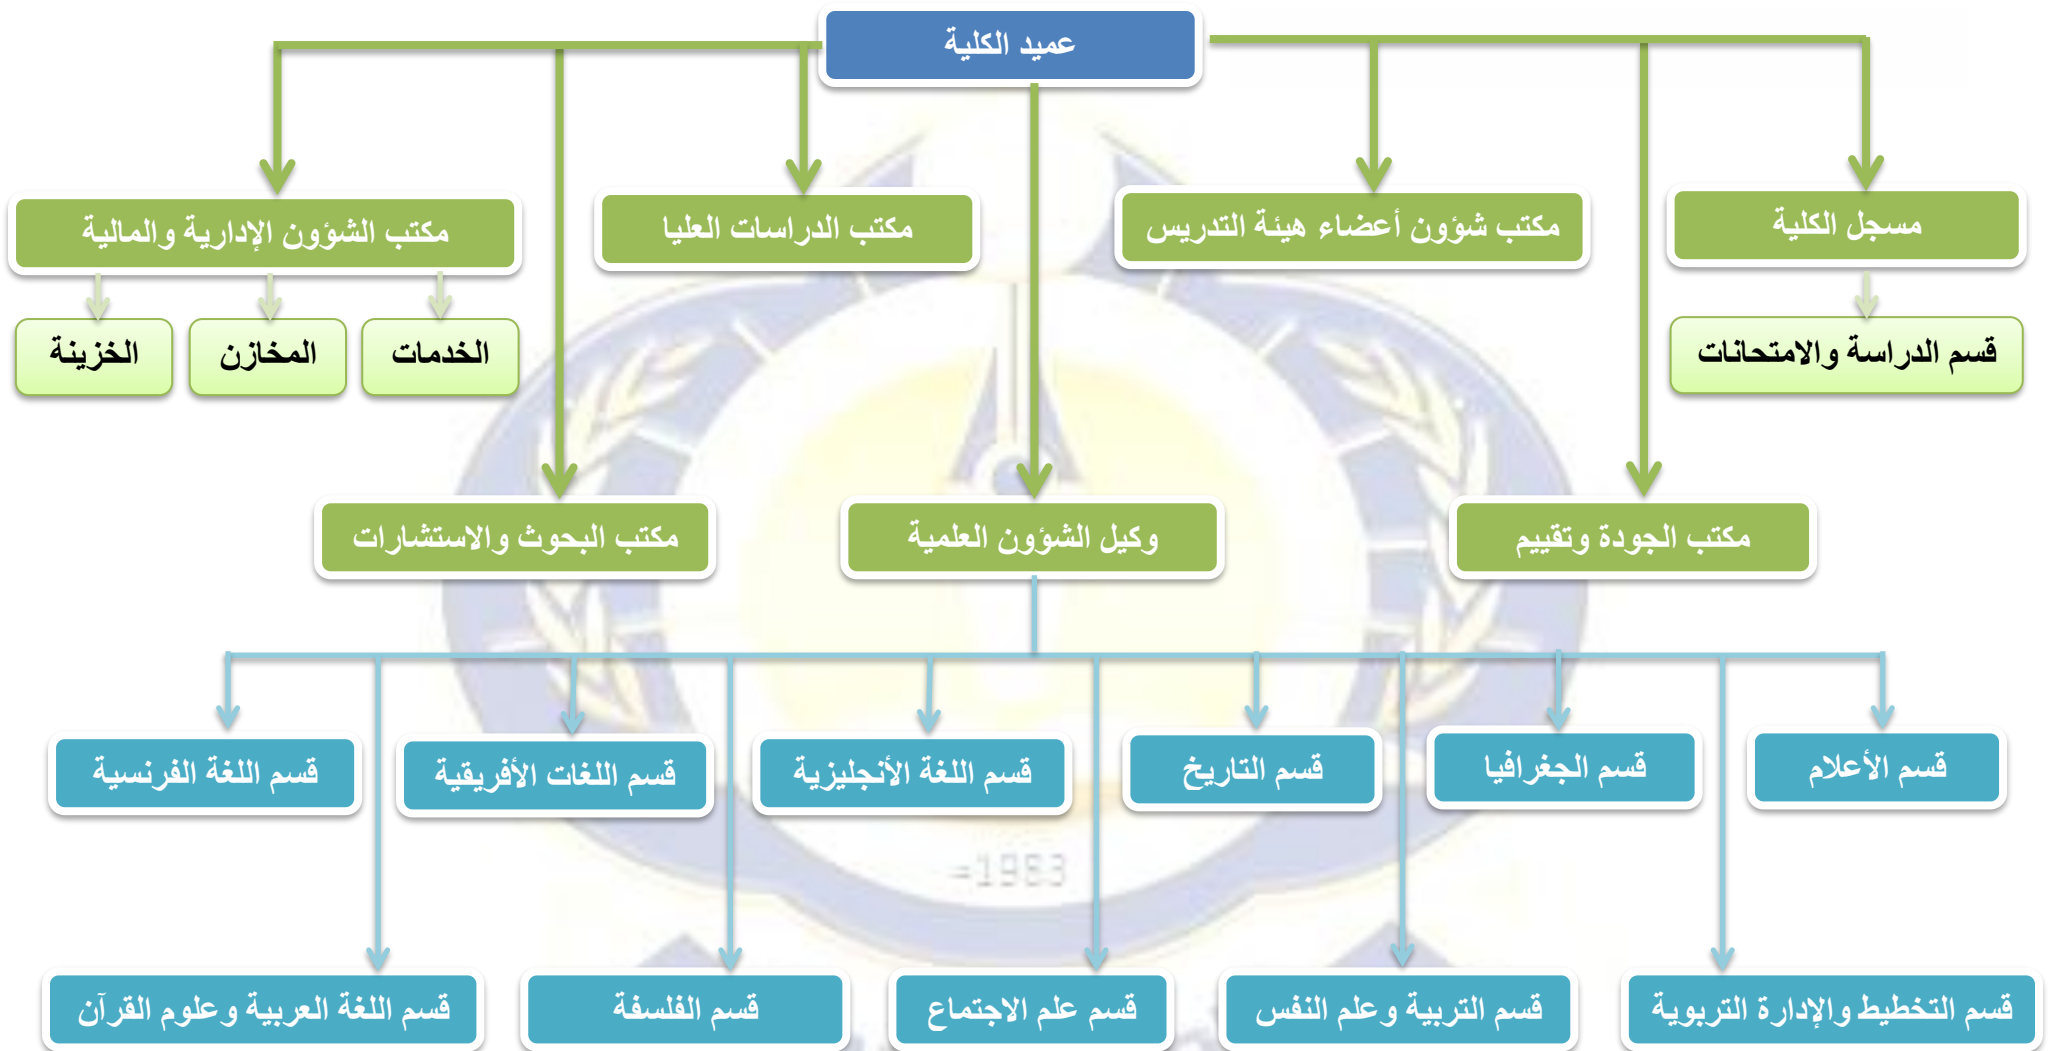 عميد الكلية
مسجل الكلية
مكتب شؤون أعضاء هيئة التدريس
مكتب الدراسات العليا
مكتب الشؤون الإدارية والمالية
قسم الدراسة والامتحانات
الخدمات
المخازن
الخزينة
مكتب الجودة وتقييم
وكيل الشؤون العلمية
مكتب البحوث والاستشارات
قسم الأعلام
قسم الجغرافيا
قسم التاريخ
قسم اللغة الأنجليزية
قسم اللغات الأفريقية
قسم اللغة الفرنسية
-1983
قسم التخطيط والإدارة التربوية
قسم التربية وعلم النفس
قسم علم الاجتماع
قسم الفلسفة
قسم اللغة العربية وعلوم القرآن